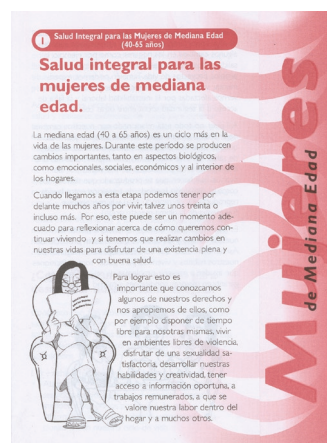 1
Salud Integral para las Mujeres de Mediana Edad
(40-65 años)
Salud integral para las
mujeres de mediana
edad.
La mediana edad (40 a 65 años) es un ciclo más en la
vida de las mujeres. Durante este período se producen
cambios importantes, tanto en aspectos biológicos,
como emocionales, sociales, económicos y al interior de
los hogares.
Cuando llegamos a esta etapa podemos tener por
delante muchos años por vivir talvez unos treinta o
incluso más. Por eso, este puede ser un momento ade-
cuado para reflexionar acerca de cómo queremos con-
tinuar viviendo y si tenemos que realizar cambios en
nuestras vidas para disfrutar de una existencia plena y
con buena salud.
Para lograr esto es
importante que conozcamos
algunos de nuestros derechos y
nos apropiemos de ellos, como
por ejemplo disponer de tiempo
libre para nosotras mismas, vivir
en ambientes libres de violencia,
disfrutar de una sexualidad sa-
tisfactoria, desarrollar nuestras
habilidades y creatividad, tener
acceso a información oportuna, a
trabajos remunerados, a que se
valore nuestra labor dentro del
hogar y a muchos otros.
Mujeres
de Mediana Edad